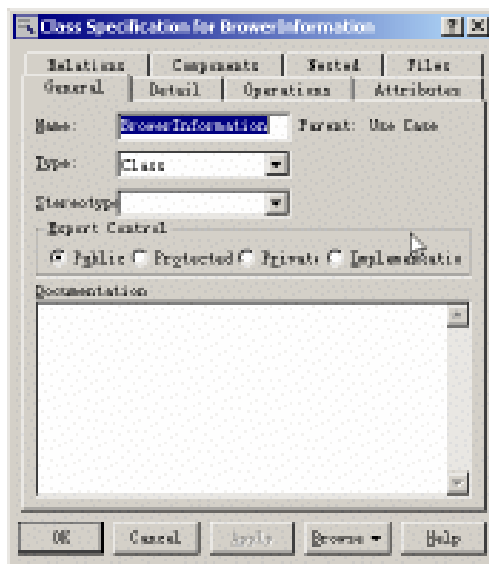 Class Specification for BrowerInformation
Relations Components Nested Files
General Detail Operations Attributes
Name: BrowerInformation Parent: Use Case
Type: Class
Stereotype
Export Control
Public Protected Private Implementatio
Documentation
OK Cancel Apply Browse Help